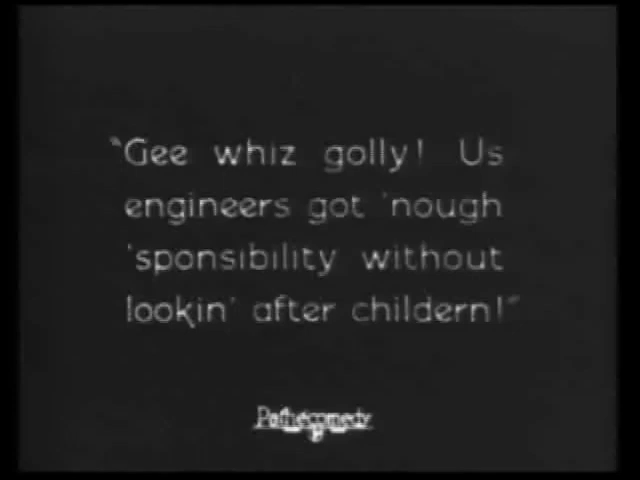 "Gee whiz golly! Us
engineers got 'nough
'sponsibility without
lookin' after childern!"
Pathécomedy